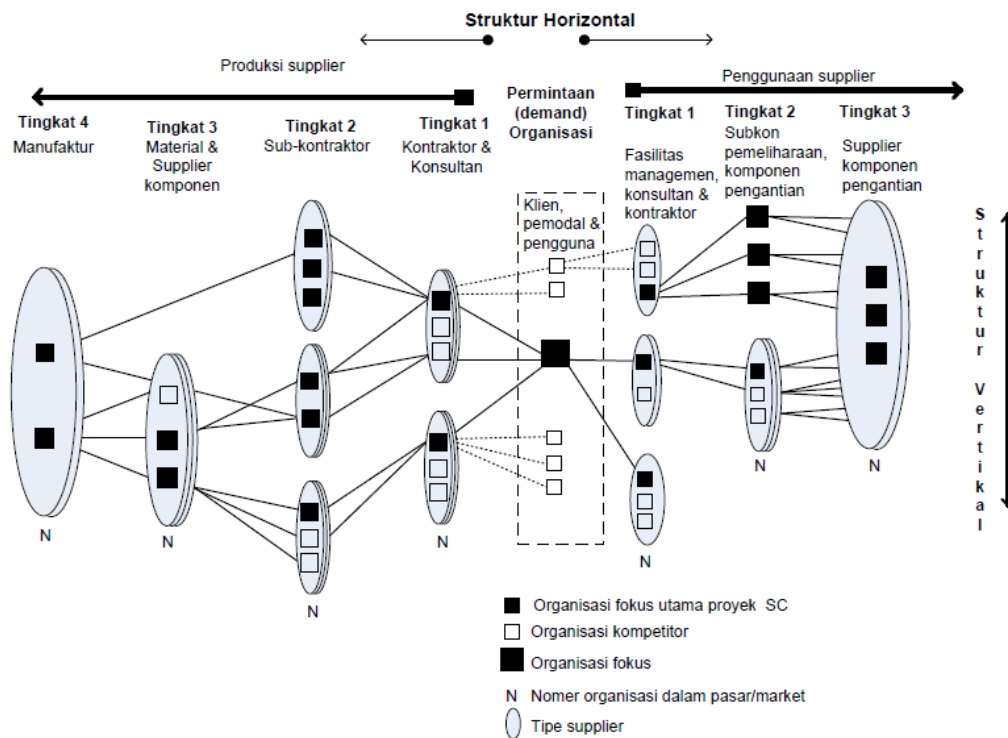 Struktur Horizontal
Produksi supplier
Penggunaan supplier
Tingkat 4
Manufaktur
Tingkat 3
Material &
Supplier
komponen
Tingkat 2
Sub-kontraktor
Tingkat 1
Kontraktor &
Konsultan
Permintaan
(demand)
Organisasi
Tingkat 1
Fasilitas
managemen,
konsultan &
kontraktor
Tingkat 2
Subkon
pemeliharaan,
komponen
pengantian
Tingkat 3
Supplier
komponen
pengantian
Klien,
pemodal &
pengguna
Struktur Vertikal
N
N
N
N
N
N
N
Organisasi fokus utama proyek SC
Organisasi kompetitor
Organisasi fokus
N Nomer organisasi dalam pasar/market
Tipe supplier